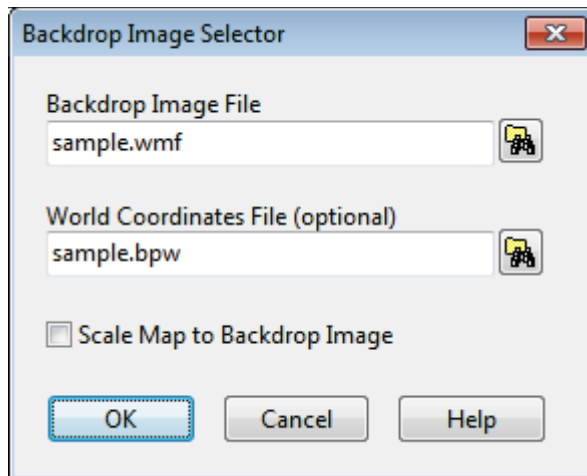 Backdrop Image Selector
Backdrop Image File
sample.wmf
World Coordinates File (optional)
sample.bpw
Scale Map to Backdrop Image
OK Cancel Help